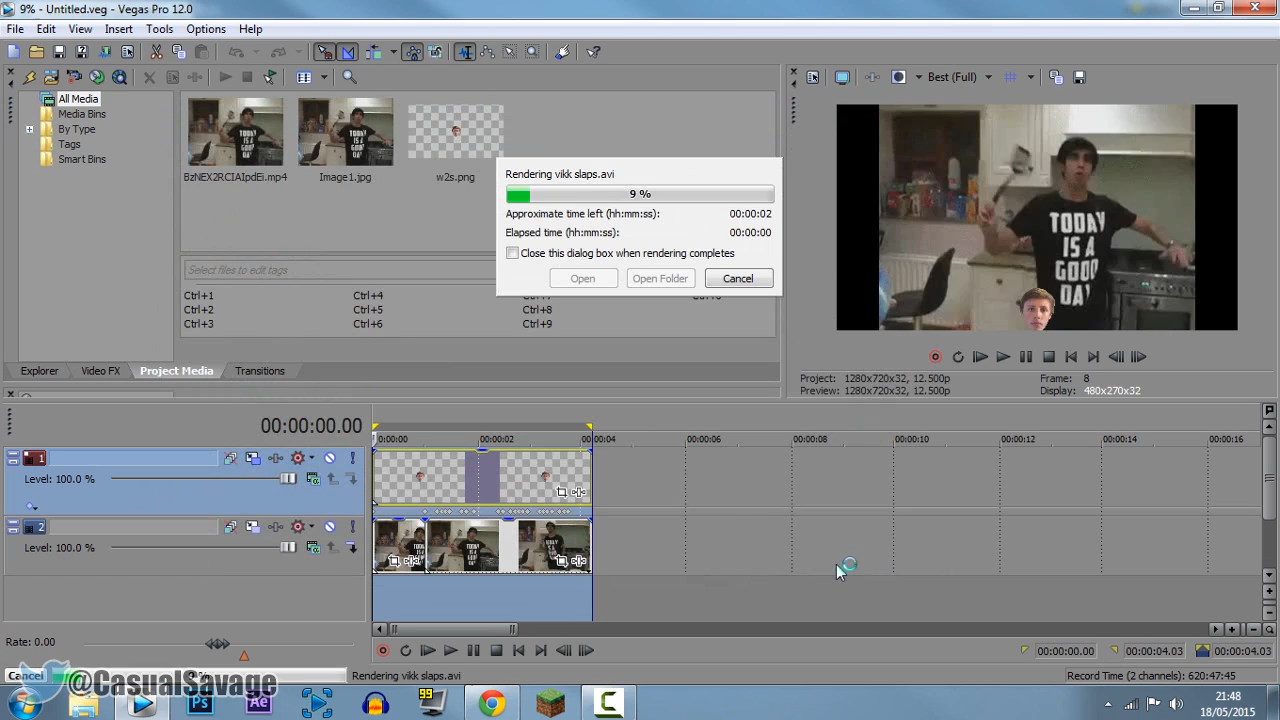 9% - Untitled.veg - Vegas Pro 12.0
File Edit View Insert Tools Options Help
All Media
Media Bins
By Type
Tags
Smart Bins
BzNEX2RCIAIpdEi.mp4
Image1.jpg
w2s.png
Select files to edit tags
Ctrl+1 Ctrl+4
Ctrl+2 Ctrl+5 Ctrl+8
Ctrl+3 Ctrl+6 Ctrl+9
Explorer Video FX Project Media Transitions
Rendering vikk slaps.avi
9 %
Approximate time left (hh:mm:ss): 00:00:02
Elapsed time (hh:mm:ss): 00:00:00
Close this dialog box when rendering completes
Open Open Folder Cancel
Best (Full)
TODAY
IS A
GOOD
DAY
Project: 1280x720x32, 12.500p Frame: 8
Preview: 1280x720x32, 12.500p Display: 480x270x32
00:00:00.00
00:00:00 00:00:02 00:00:04 00:00:06 00:00:08 00:00:10 00:00:12 00:00:14 00:00:16
1
Level: 100.0 %
2
Level: 100.0 %
Rate: 0.00
00:00:00.00 00:00:04.03 00:00:04.03
Cancel 9 % Rendering vikk slaps.avi Record Time (2 channels): 620:47:45
@CasualSavage
Ps Ae 99
21:48
18/05/2015